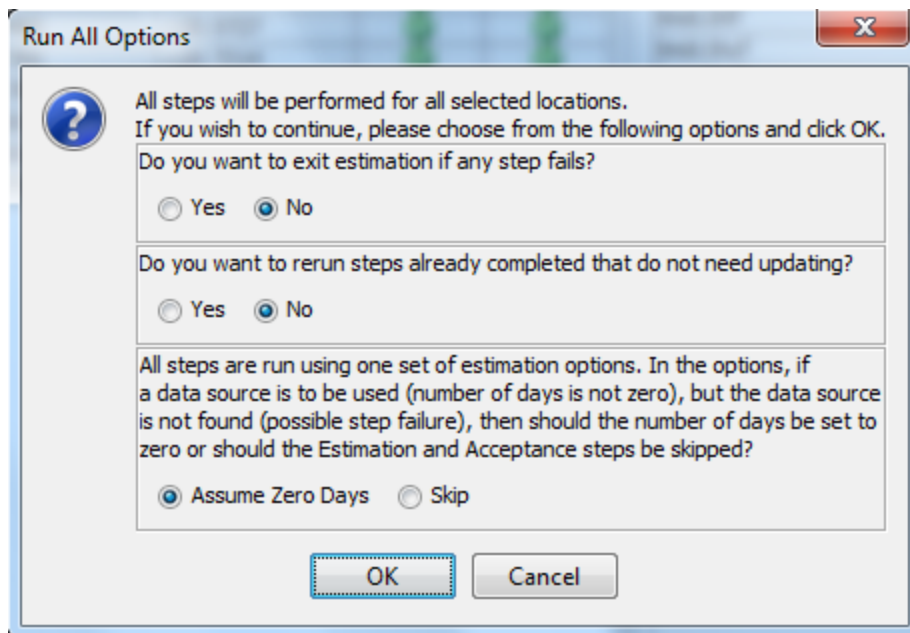 Run All Options
All steps will be performed for all selected locations.
If you wish to continue, please choose from the following options and click OK.
Do you want to exit estimation if any step fails?
Yes No
Do you want to rerun steps already completed that do not need updating?
Yes No
All steps are run using one set of estimation options. In the options, if
a data source is to be used (number of days is not zero), but the data source
is not found (possible step failure), then should the number of days be set to
zero or should the Estimation and Acceptance steps be skipped?
Assume Zero Days Skip
OK Cancel